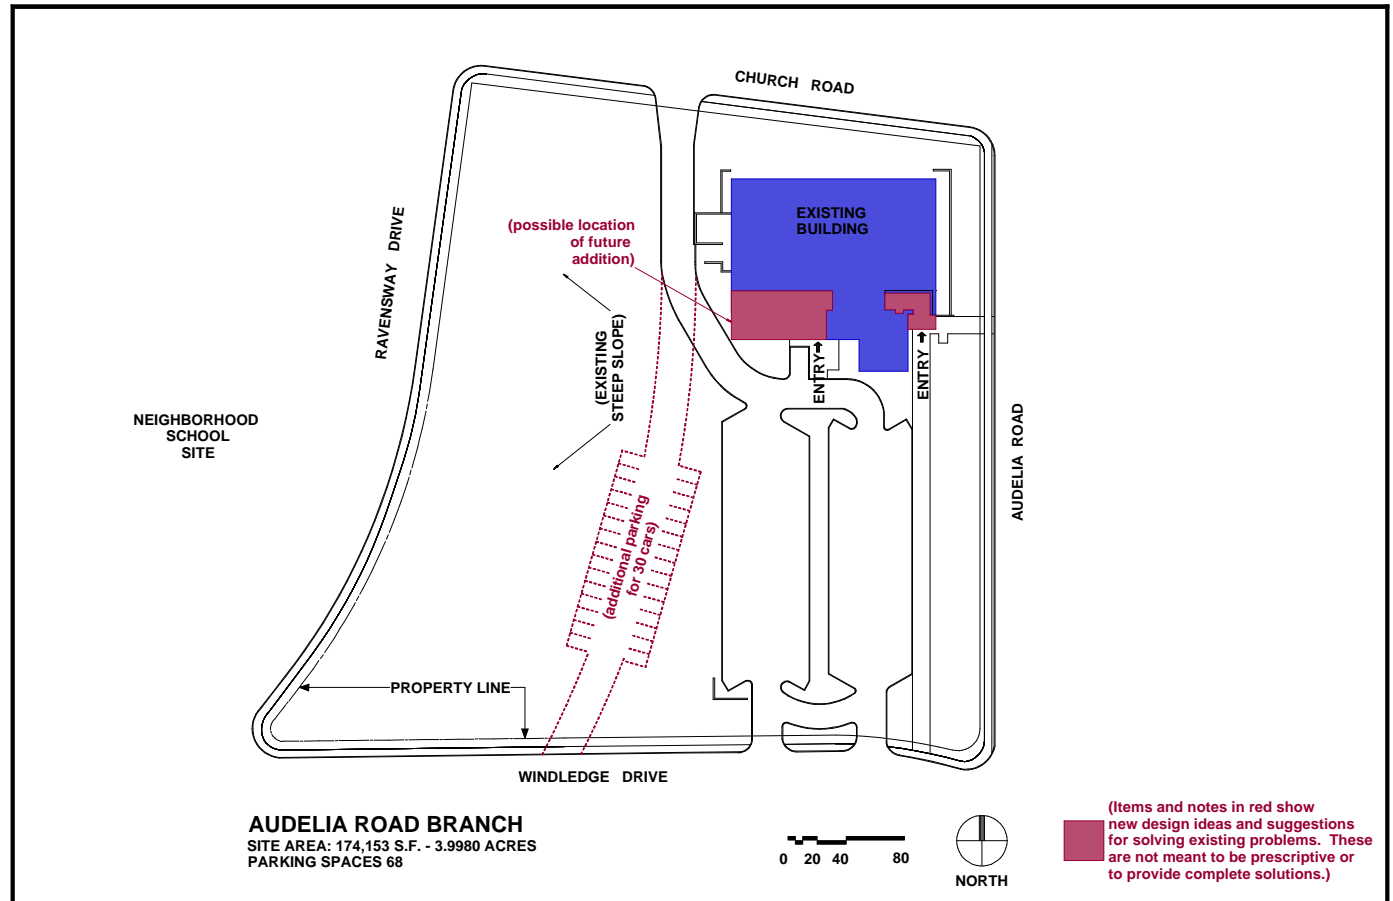 CHURCH ROAD
RAVENSWAY DRIVE
EXISTING
BUILDING
(possible location
of future
addition)
(EXISTING
STEEP SLOPE)
ENTRY
ENTRY
AUDELIA ROAD
NEIGHBORHOOD
SCHOOL
SITE
(additional parking
for 30 cars)
PROPERTY LINE
WINDLEDGE DRIVE
AUDELIA ROAD BRANCH
SITE AREA: 174,153 S.F. - 3.9980 ACRES
PARKING SPACES 68
0 20 40 80
NORTH
(Items and notes in red show
new design ideas and suggestions
for solving existing problems. These
are not meant to be prescriptive or
to provide complete solutions.)